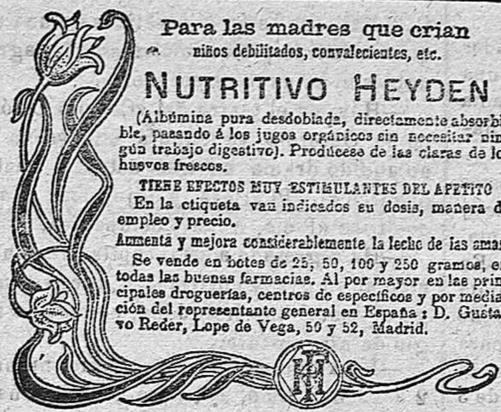 Para las madres que crian
niños debilitados, convalecientes, etc.
NUTRITIVO HEYDEN
(Albúmina pura desdoblada, directamente absorbi-
ble, pasando á los jugos orgánicos sin necesitar nin-
gún trabajo digestivo). Prodúcese de las claras de lo
huevos frescos.
TIENE EFECTOS MUY ESTIMULANTES DEL APETITO
En la etiqueta van indicados su dosis, manera d
empleo y precio.
Aumenta y mejora considerablemente la leche de las amas
Se vende en botes de 25, 50, 100 y 250 gramos, en
todas las buenas farmacias. Al por mayor en las prin
cipales droguerías, centros de específicos y por media
ción del representante general en España: D. Gusta
vo Reder, Lope de Vega, 50 y 52, Madrid.